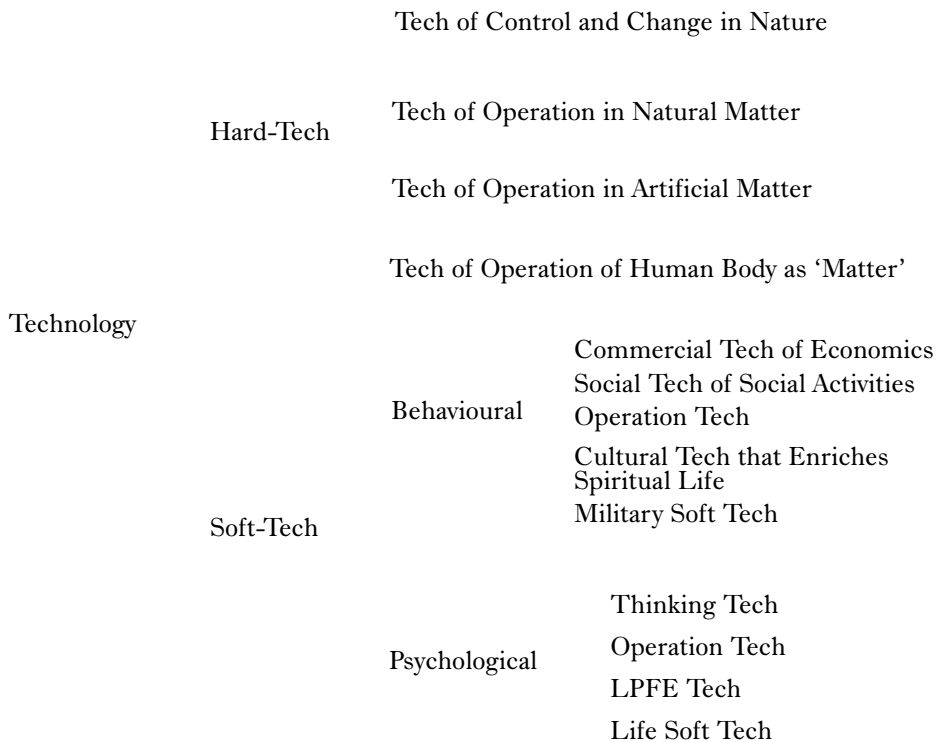 Tech of Control and Change in Nature
Hard-Tech
Tech of Operation in Natural Matter
Tech of Operation in Artificial Matter
Tech of Operation of Human Body as ‘Matter’
Technology
Behavioural
Commercial Tech of Economics
Social Tech of Social Activities
Operation Tech
Cultural Tech that Enriches
Spiritual Life
Military Soft Tech
Soft-Tech
Psychological
Thinking Tech
Operation Tech
LPFE Tech
Life Soft Tech